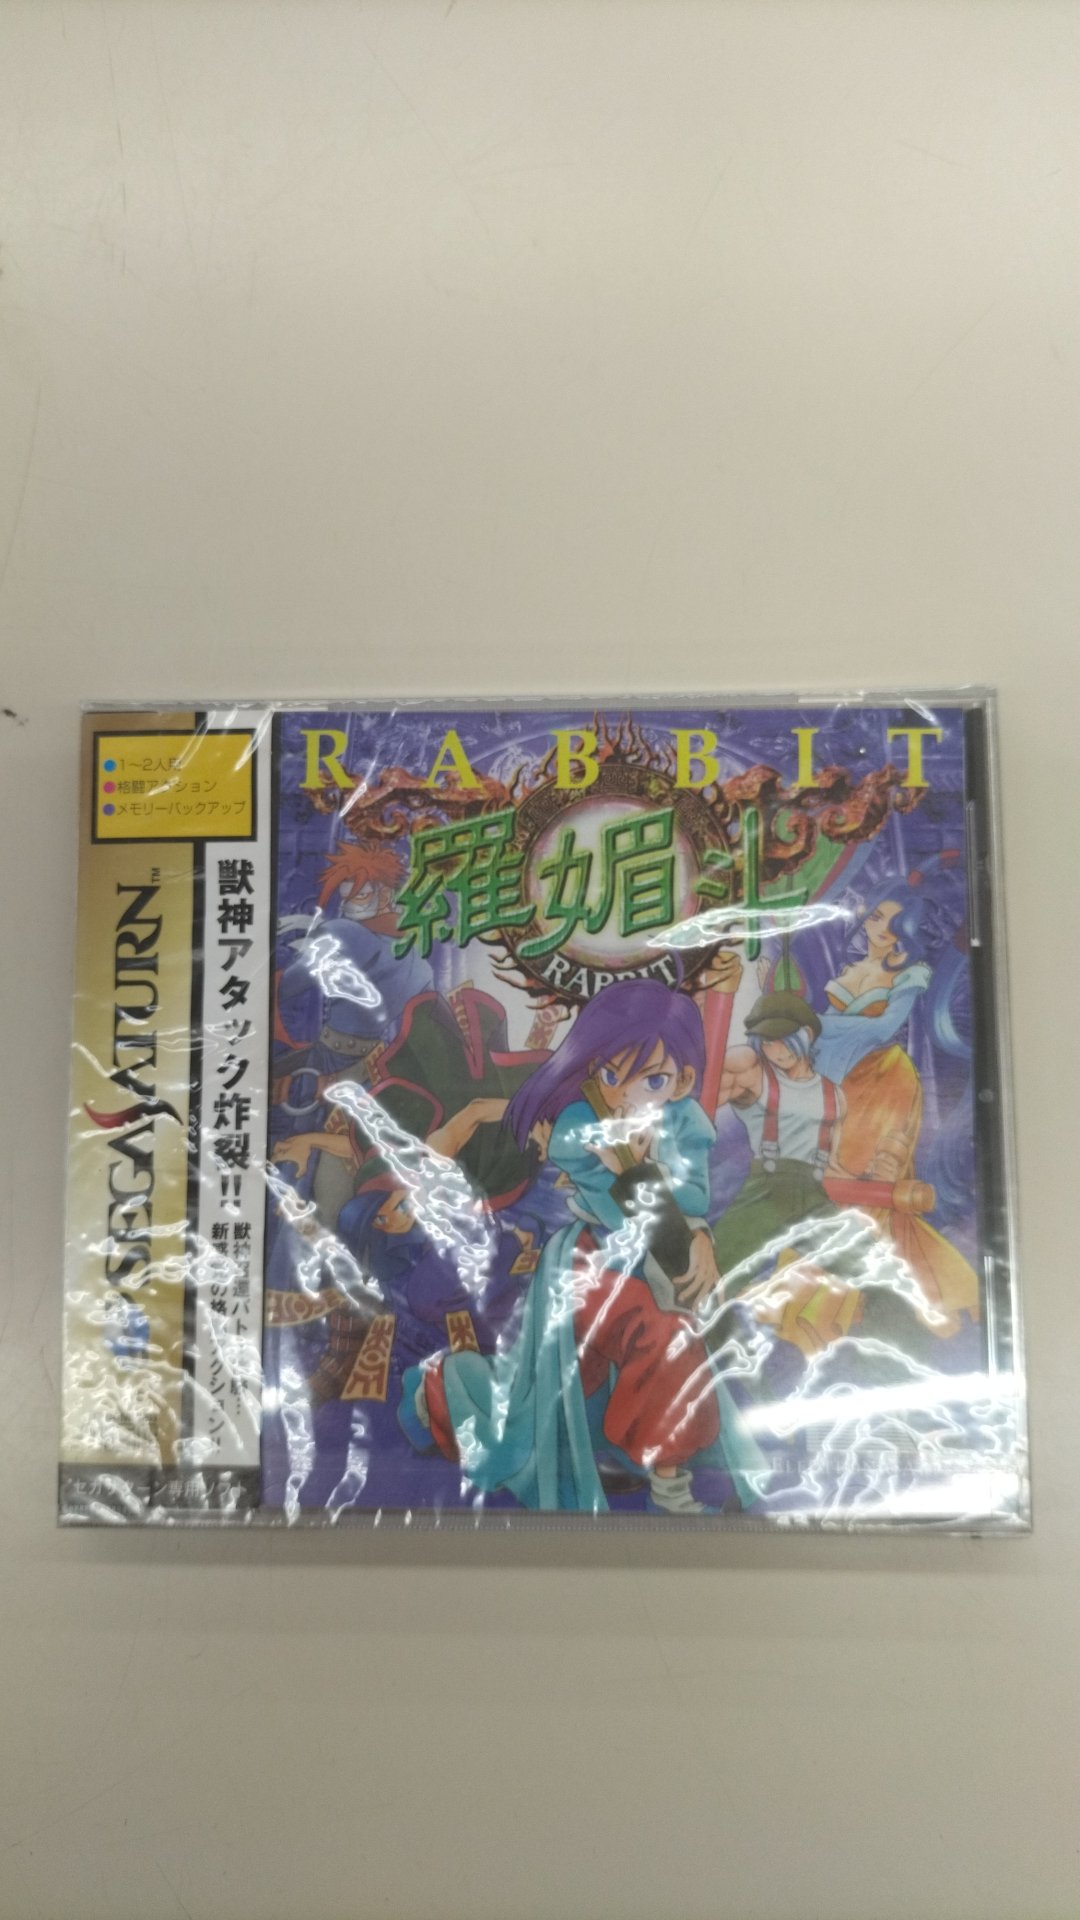 1～2人用
格闘アクション
メモリーバックアップ
SEGA SATURN™
獣神アタック炸裂!!
セガサターン専用ソフト
RABBIT
羅媚斗
RABBIT